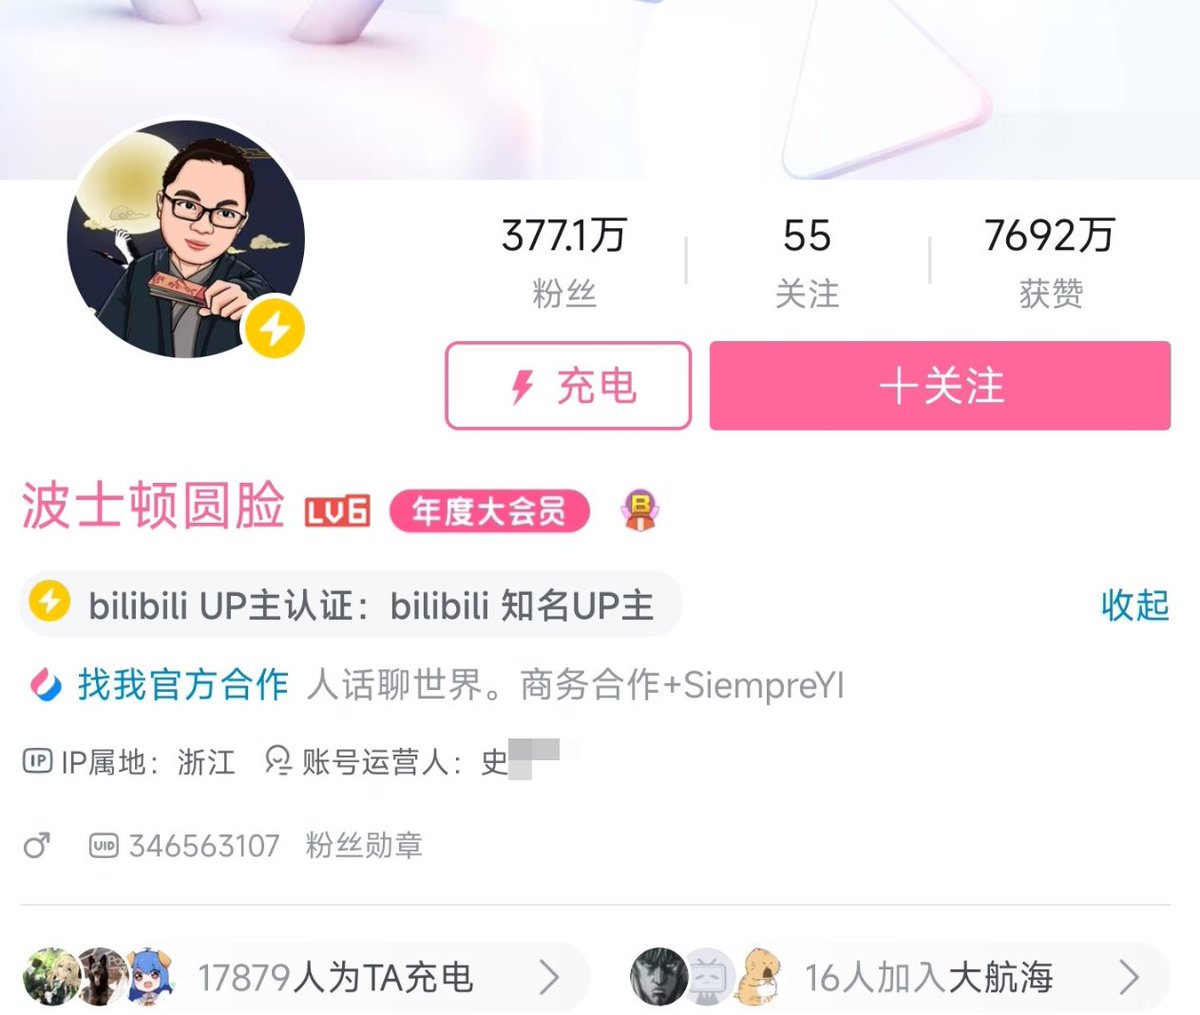 377.1万 55 7692万
粉丝 关注 获赞
充电 十关注
波士顿圆脸 LV6 年度大会员 B
bilibili UP主认证：bilibili 知名UP主 收起
找我官方合作 人话聊世界。商务合作+SiempreYI
IP IP属地：浙江 账号运营人：史
UID 346563107 粉丝勋章
17879人为TA充电 16人加入大航海